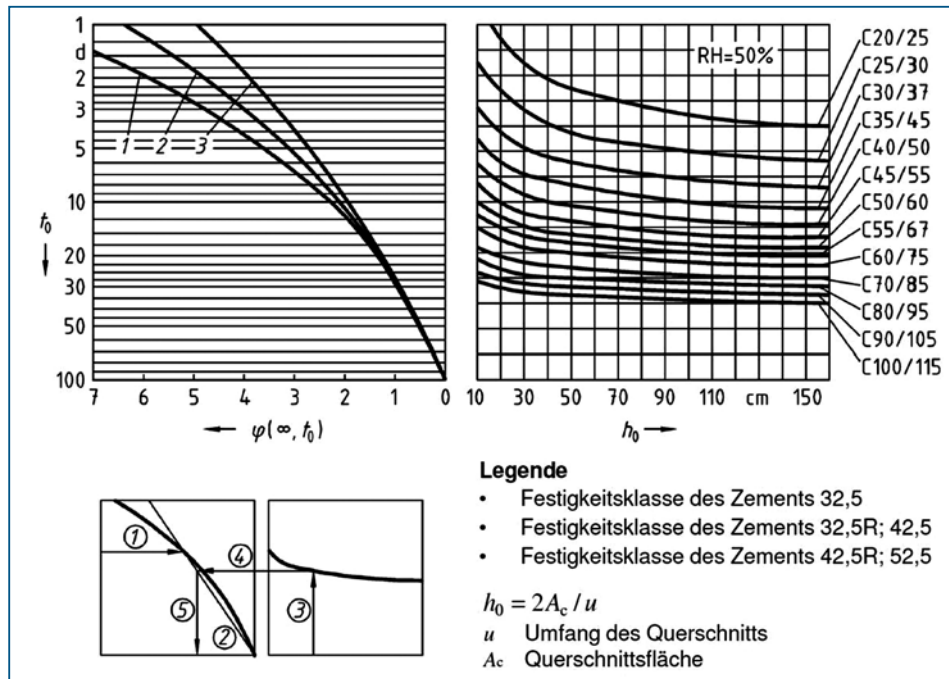 1
d
2
3
5
10
20
30
50
100
t₀
1 2 3
7 6 5 4 3 2 1 0
φ(∞, t₀)
RH=50%
C20/25
C25/30
C30/37
C35/45
C40/50
C45/55
C50/60
C55/67
C60/75
C70/85
C80/95
C90/105
C100/115
10 30 50 70 90 110 cm 150
h₀
1
4
5
3
2
Legende
• Festigkeitsklasse des Zements 32,5
• Festigkeitsklasse des Zements 32,5R; 42,5
• Festigkeitsklasse des Zements 42,5R; 52,5
h₀ = 2A_c / u
u Umfang des Querschnitts
Ac Querschnittsfläche